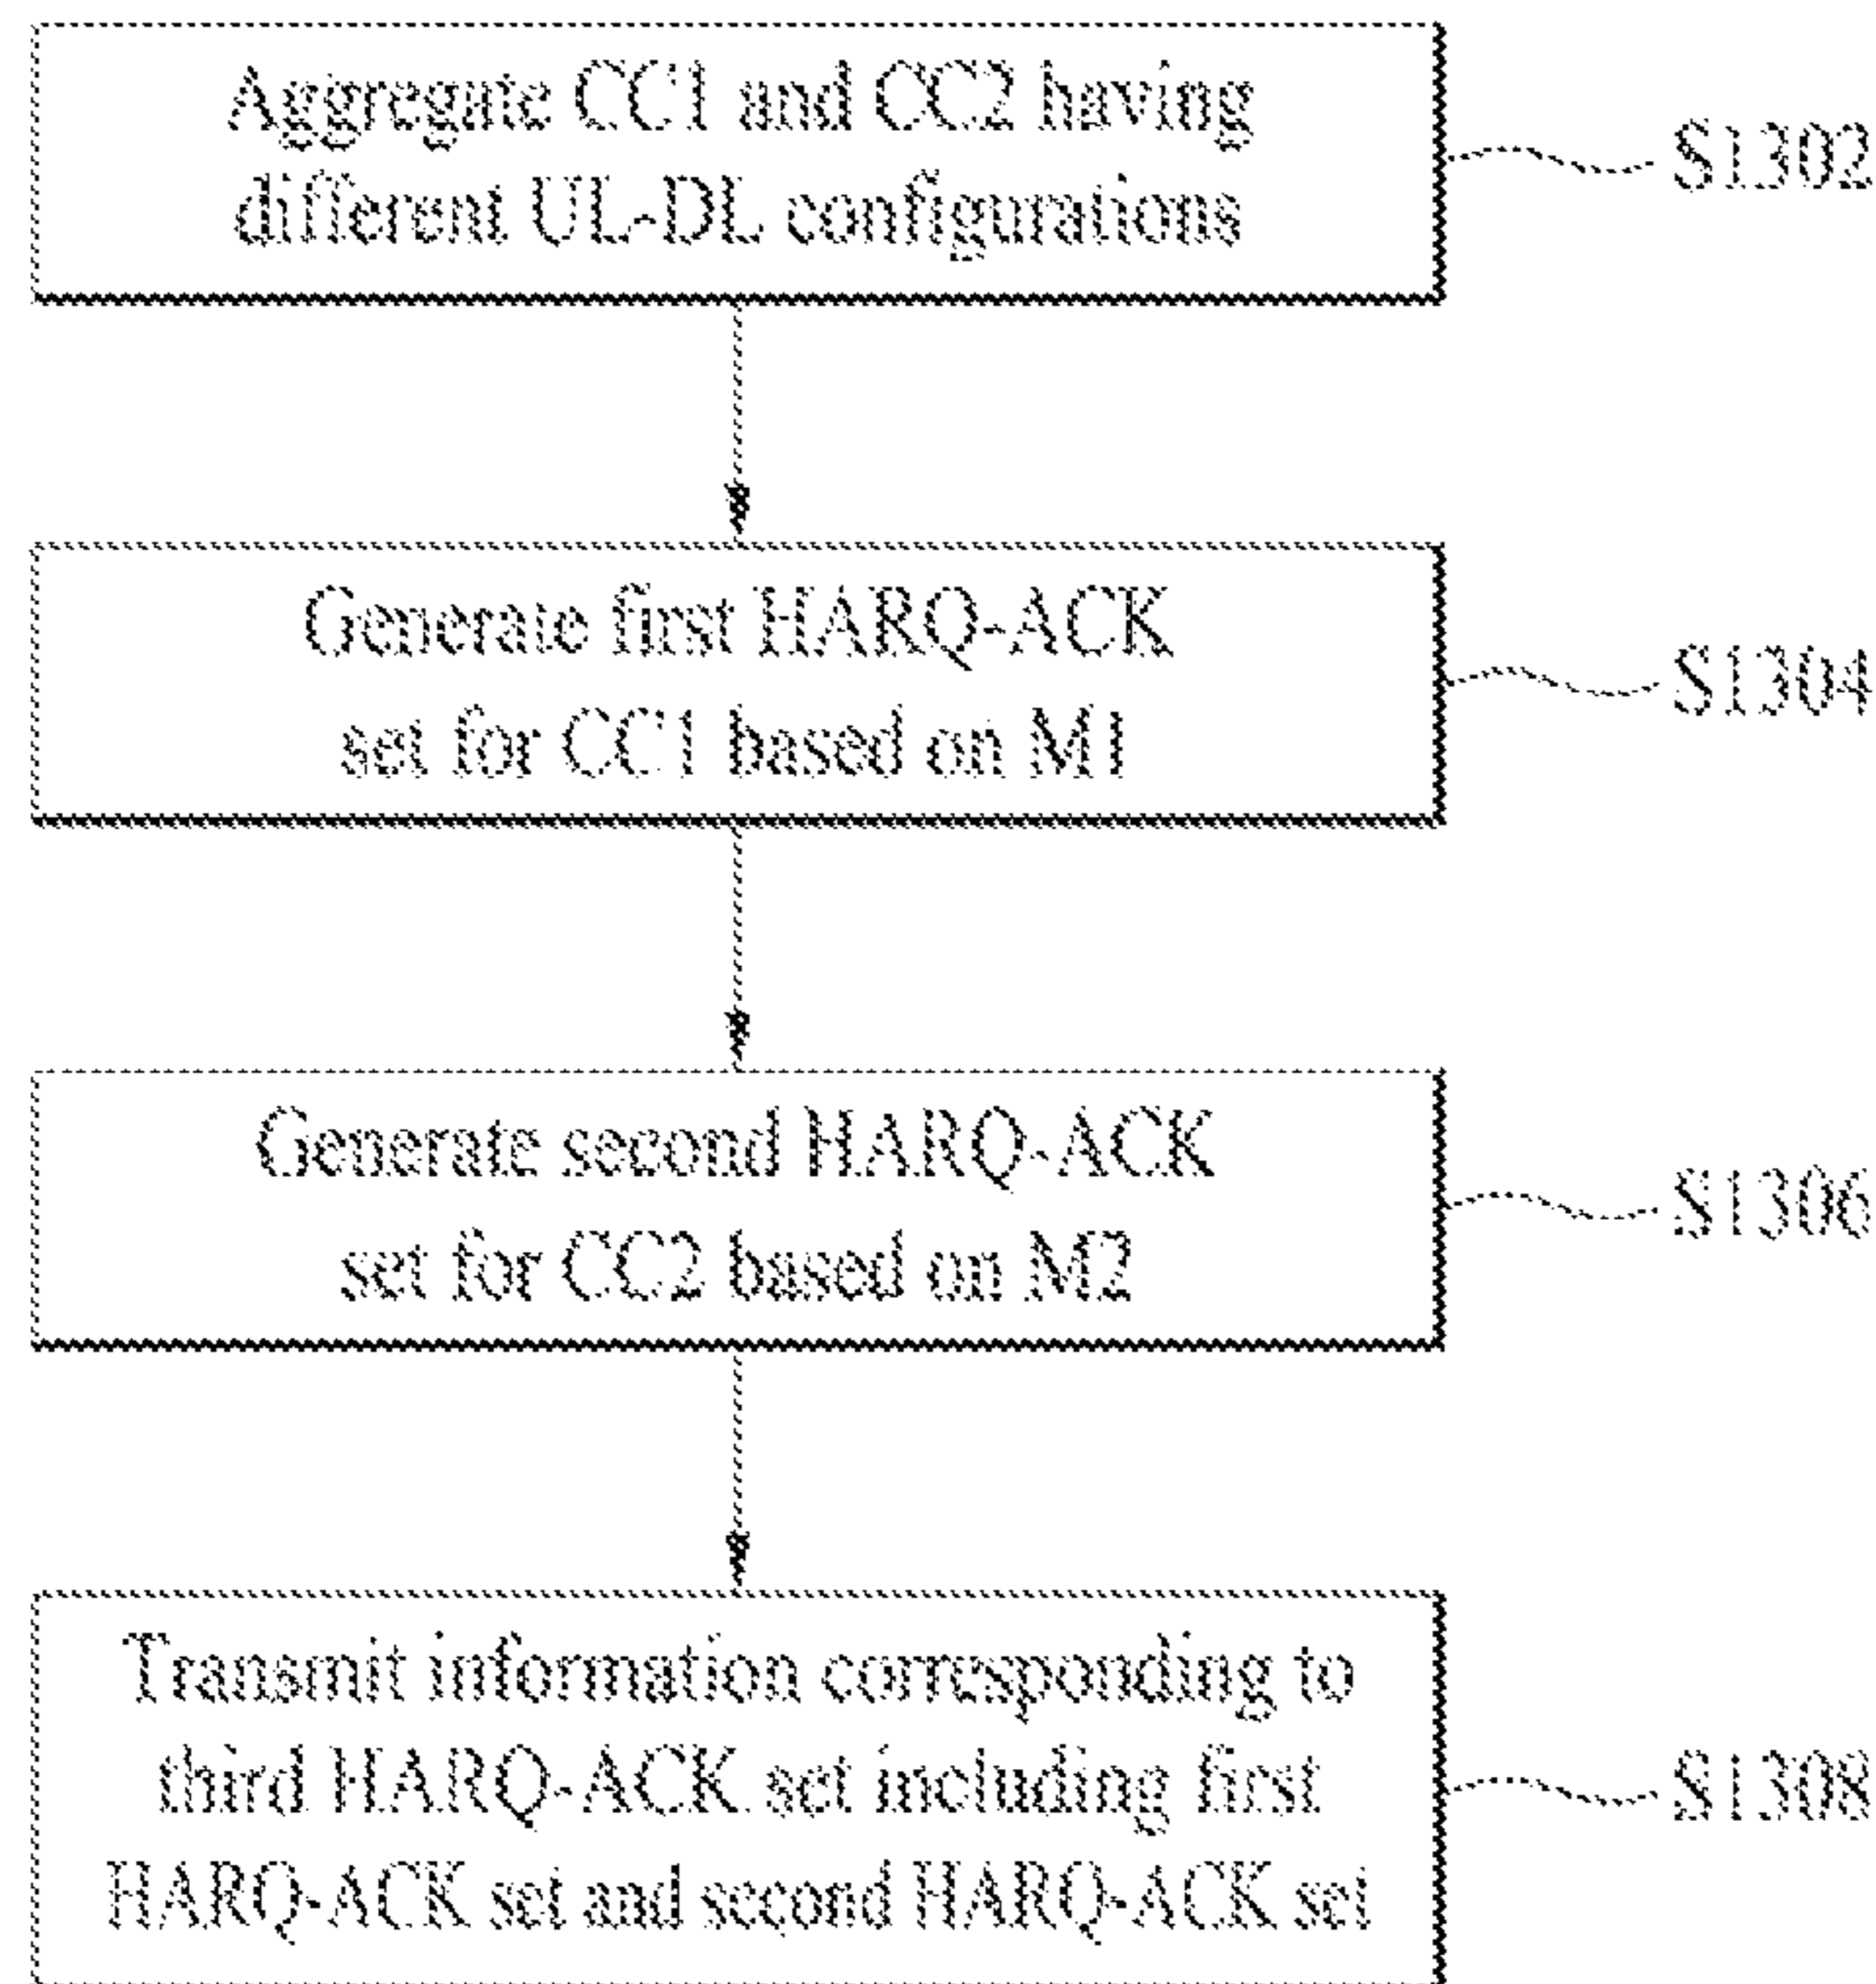 Aggregate CC1 and CC2 having
different UL-DL configurations
S1302
Generate first HARQ-ACK
set for CC1 based on M1
S1304
Generate second HARQ-ACK
set for CC2 based on M2
S1306
Transmit information corresponding to
third HARQ-ACK set including first
HARQ-ACK set and second HARQ-ACK set
S1308